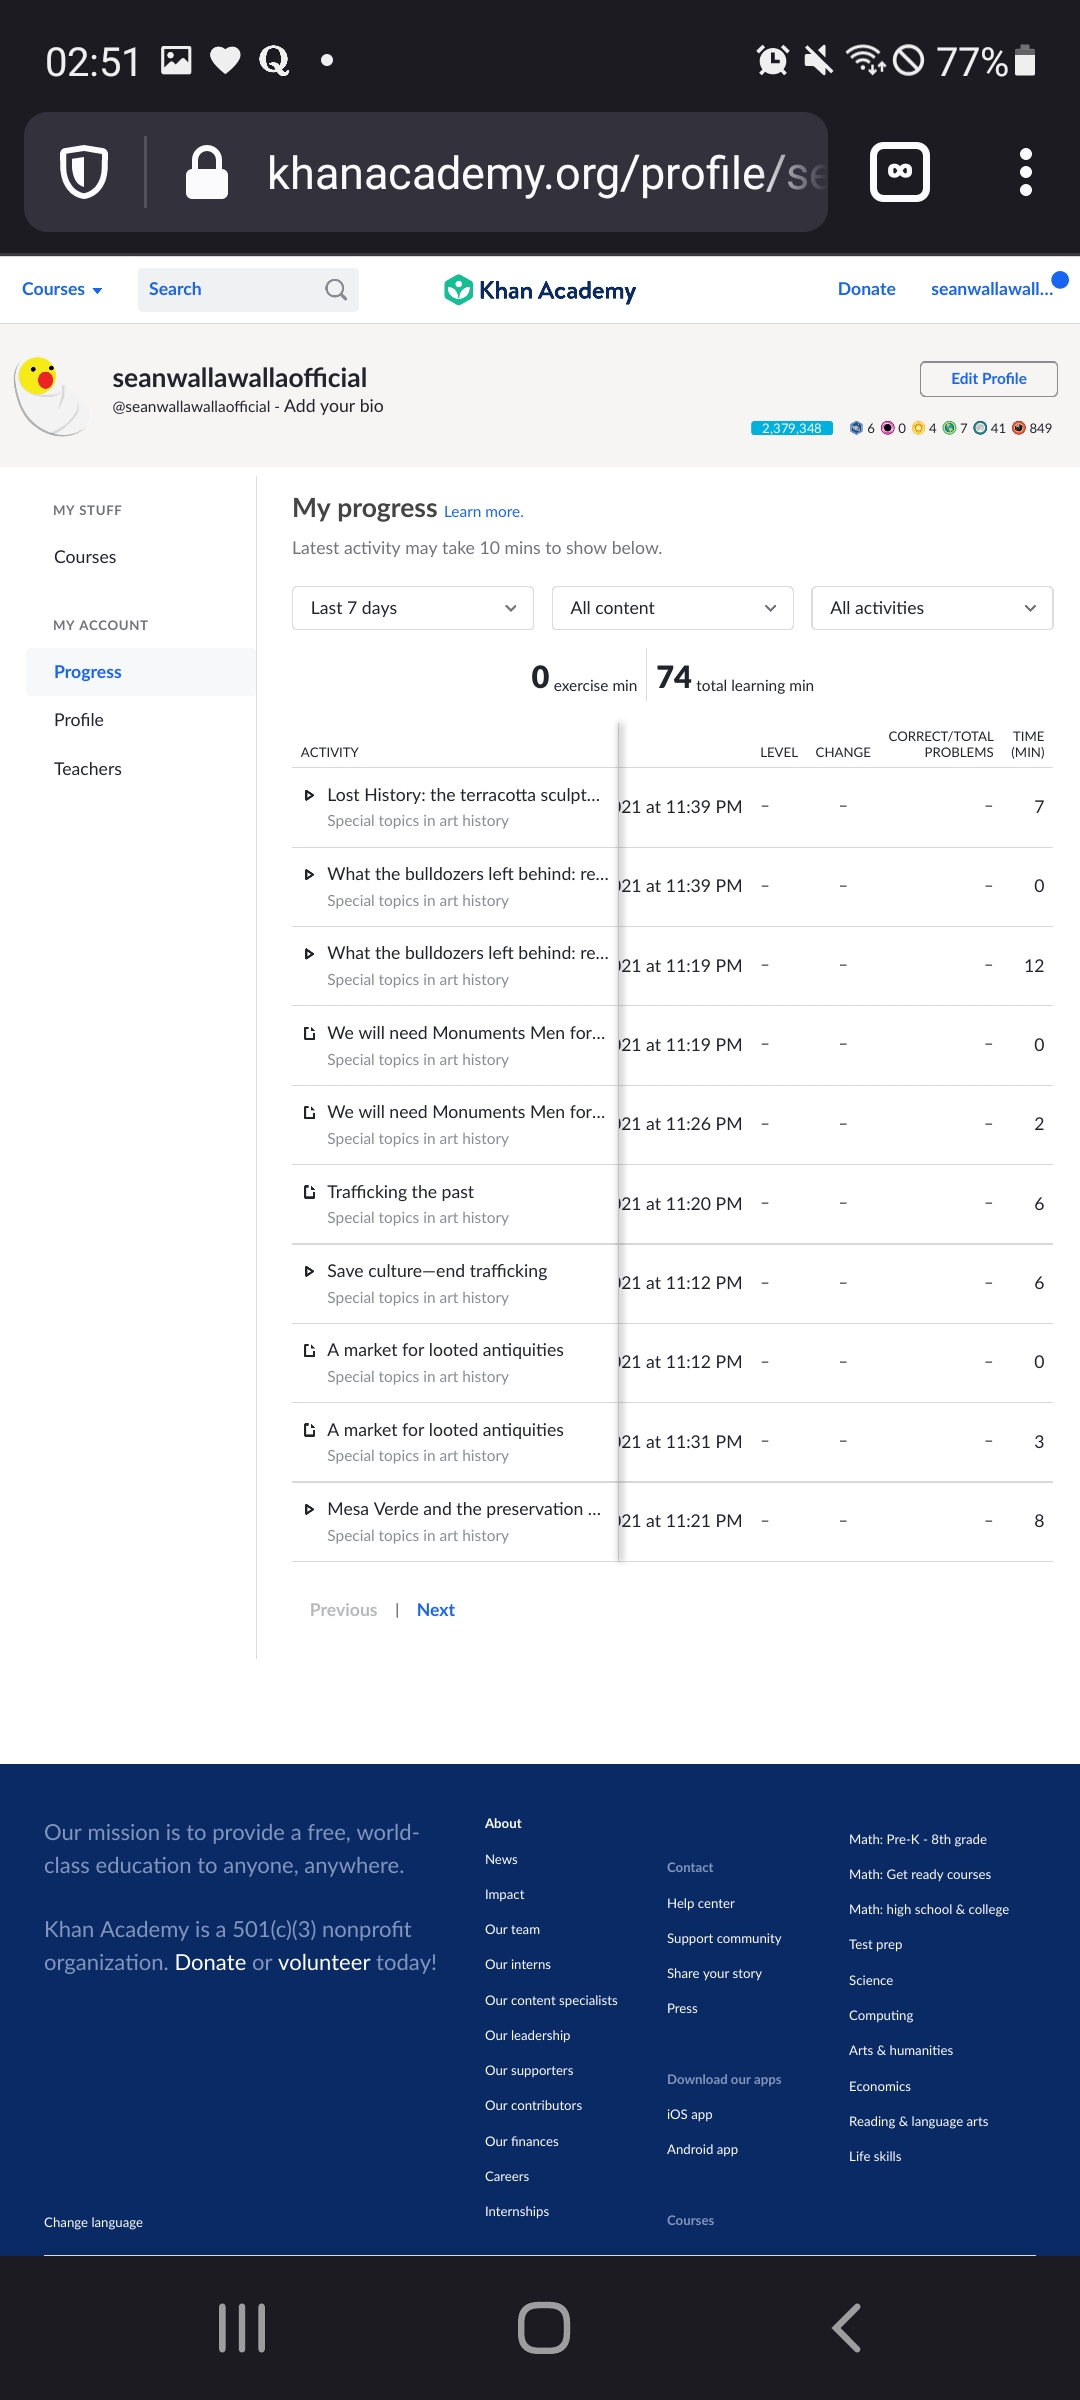 02:51
77%
khanacademy.org/profile/se
Courses
Search
Khan Academy
Donate
seanwallawall...
seanwallawallaofficial
@seanwallawallaofficial - Add your bio
Edit Profile
2,379,348 6 0 4 7 41 849
MY STUFF
Courses
MY ACCOUNT
Progress
Profile
Teachers
My progress Learn more.
Latest activity may take 10 mins to show below.
Last 7 days
All content
All activities
0 exercise min
74 total learning min
ACTIVITY LEVEL CHANGE CORRECT/TOTAL PROBLEMS TIME (MIN)
Lost History: the terracotta sculpt... 021 at 11:39 PM – – – 7
Special topics in art history
What the bulldozers left behind: re... 021 at 11:39 PM – – – 0
Special topics in art history
What the bulldozers left behind: re... 021 at 11:19 PM – – – 12
Special topics in art history
We will need Monuments Men for... 021 at 11:19 PM – – – 0
Special topics in art history
We will need Monuments Men for... 021 at 11:26 PM – – – 2
Special topics in art history
Trafficking the past 021 at 11:20 PM – – – 6
Special topics in art history
Save culture—end trafficking 021 at 11:12 PM – – – 6
Special topics in art history
A market for looted antiquities 021 at 11:12 PM – – – 0
Special topics in art history
A market for looted antiquities 021 at 11:31 PM – – – 3
Special topics in art history
Mesa Verde and the preservation ... 021 at 11:21 PM – – – 8
Special topics in art history
Previous | Next
Our mission is to provide a free, world-
class education to anyone, anywhere.
Khan Academy is a 501(c)(3) nonprofit
organization. Donate or volunteer today!
Change language
About
News
Impact
Our team
Our interns
Our content specialists
Our leadership
Our supporters
Our contributors
Our finances
Careers
Internships
Contact
Help center
Support community
Share your story
Press
Download our apps
iOS app
Android app
Courses
Math: Pre-K - 8th grade
Math: Get ready courses
Math: high school & college
Test prep
Science
Computing
Arts & humanities
Economics
Reading & language arts
Life skills